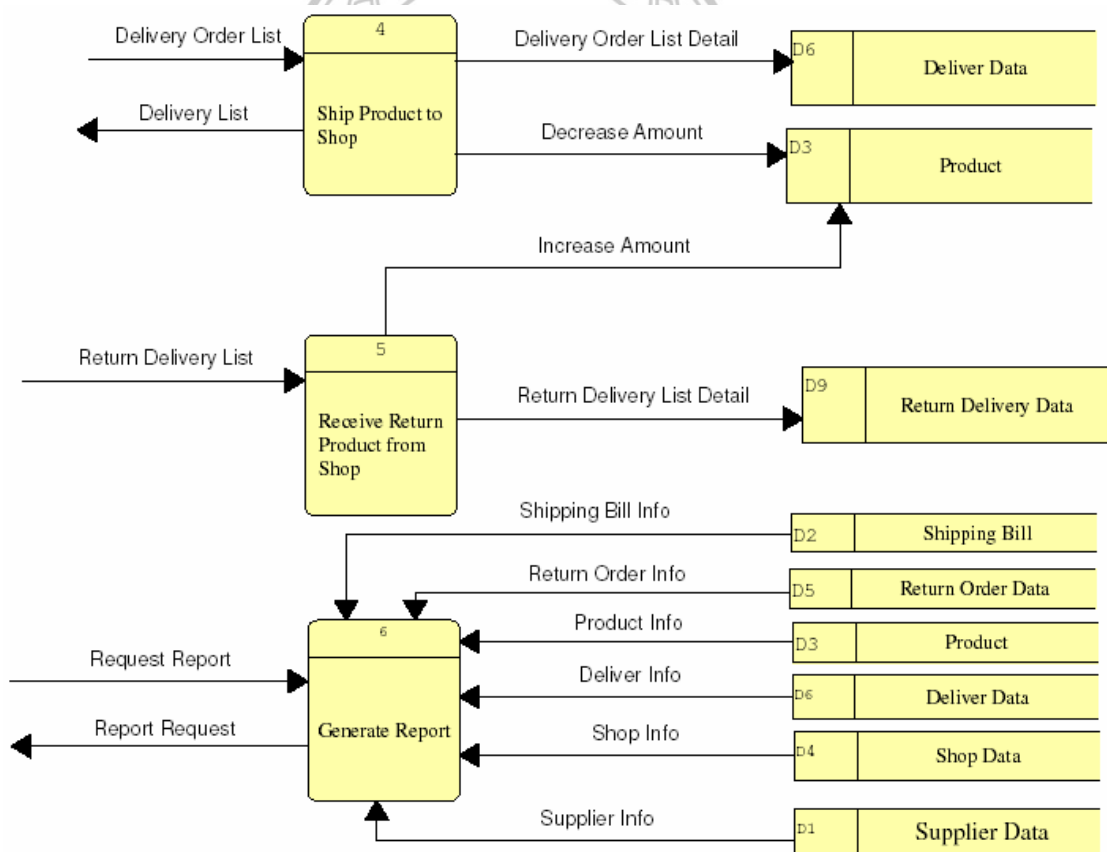 4
Delivery Order List
Delivery Order List Detail
D6
Deliver Data
Delivery List
Ship Product to
Shop
Decrease Amount
D3
Product
Increase Amount
5
Return Delivery List
Receive Return
Product from
Shop
Return Delivery List Detail
D9
Return Delivery Data
Shipping Bill Info
D2
Shipping Bill
Return Order Info
D5
Return Order Data
6
Product Info
D3
Product
Request Report
Deliver Info
D6
Deliver Data
Report Request
Generate Report
Shop Info
D4
Shop Data
Supplier Info
D1
Supplier Data